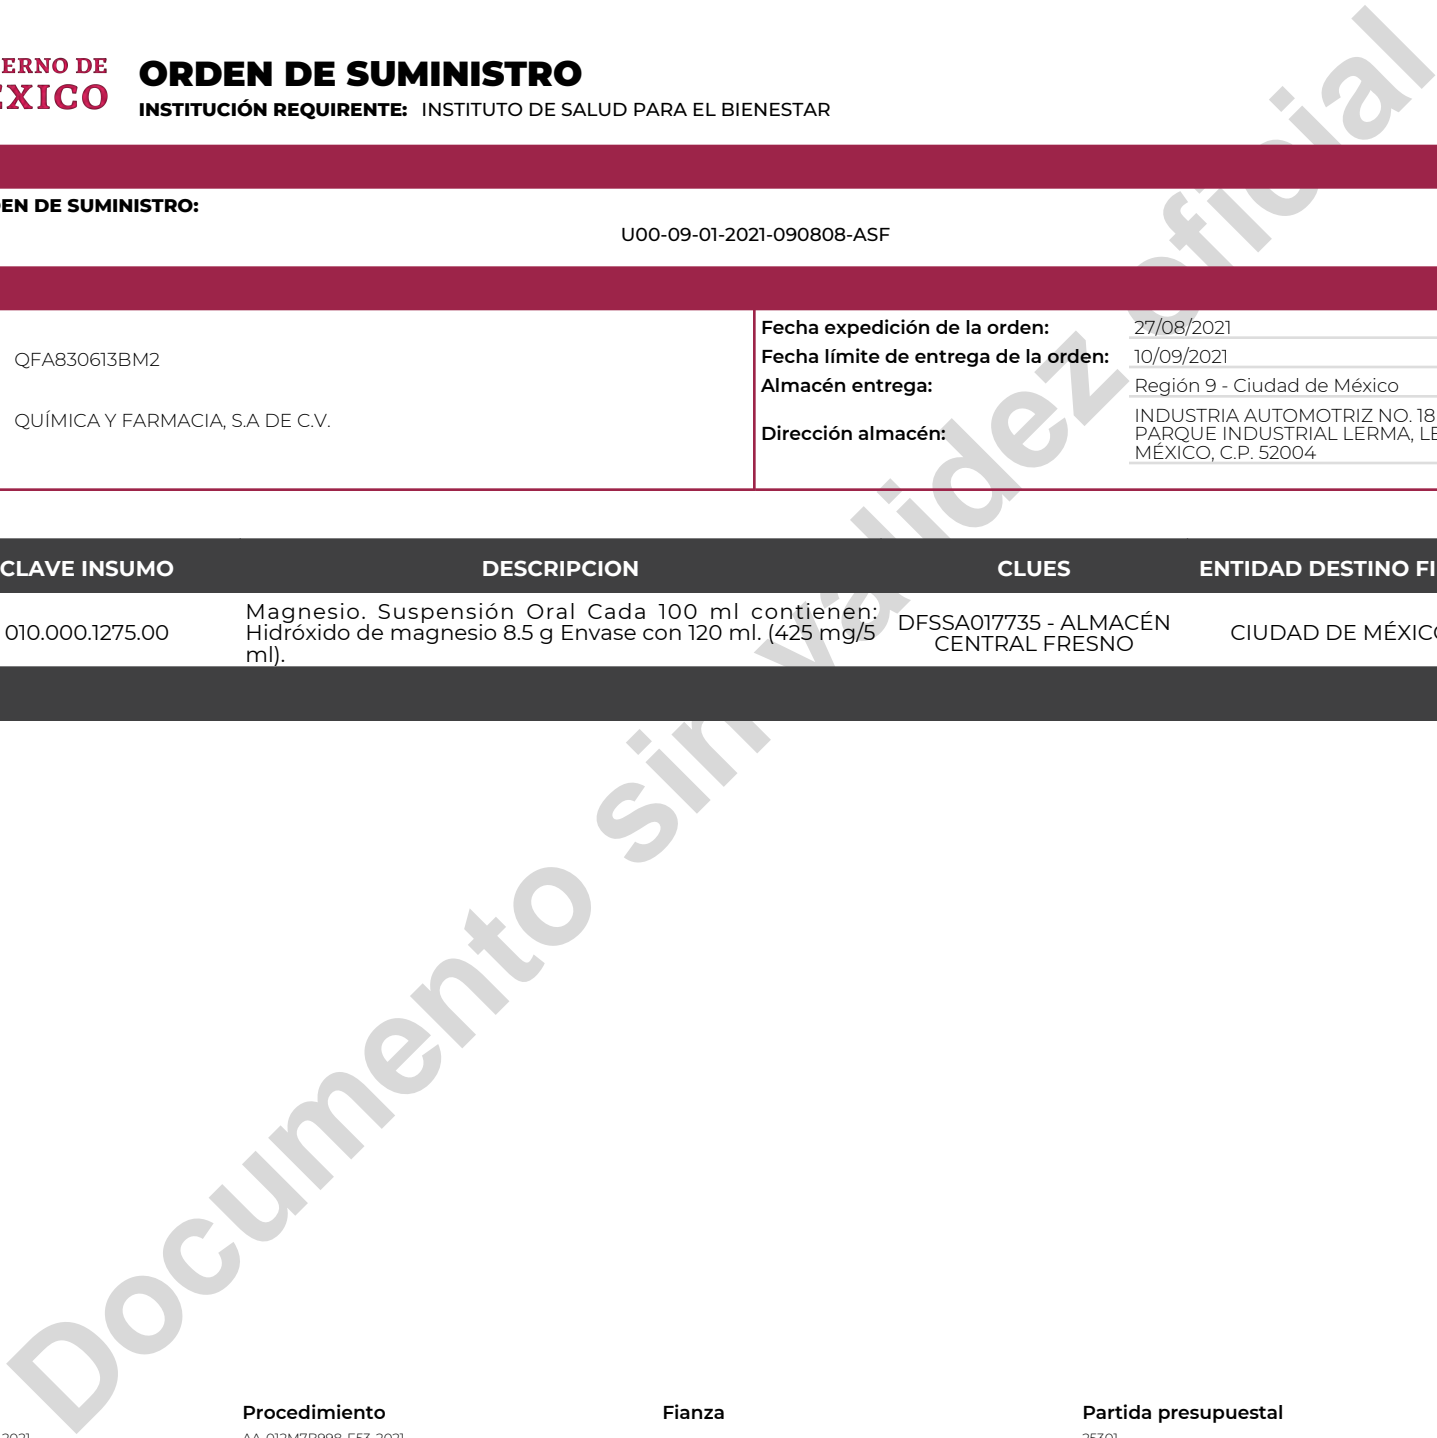 ERNO DE
ÉXICO
ORDEN DE SUMINISTRO
INSTITUCIÓN REQUIRENTE: INSTITUTO DE SALUD PARA EL BIENESTAR
EN DE SUMINISTRO:
U00-09-01-2021-090808-ASF
QFA830613BM2
QUÍMICA Y FARMACIA, S.A DE C.V.
Fecha expedición de la orden: 27/08/2021
Fecha límite de entrega de la orden: 10/09/2021
Almacén entrega: Región 9 - Ciudad de México
Dirección almacén:
INDUSTRIA AUTOMOTRIZ NO. 18
PARQUE INDUSTRIAL LERMA, LE
MÉXICO, C.P. 52004
CLAVE INSUMO DESCRIPCION CLUES ENTIDAD DESTINO FI
010.000.1275.00
Magnesio. Suspensión Oral Cada 100 ml contienen:
Hidróxido de magnesio 8.5 g Envase con 120 ml. (425 mg/5
ml).
DFSSA017735 - ALMACÉN
CENTRAL FRESNO
CIUDAD DE MÉXICO
Documento sin validez oficial
Procedimiento Fianza Partida presupuestal